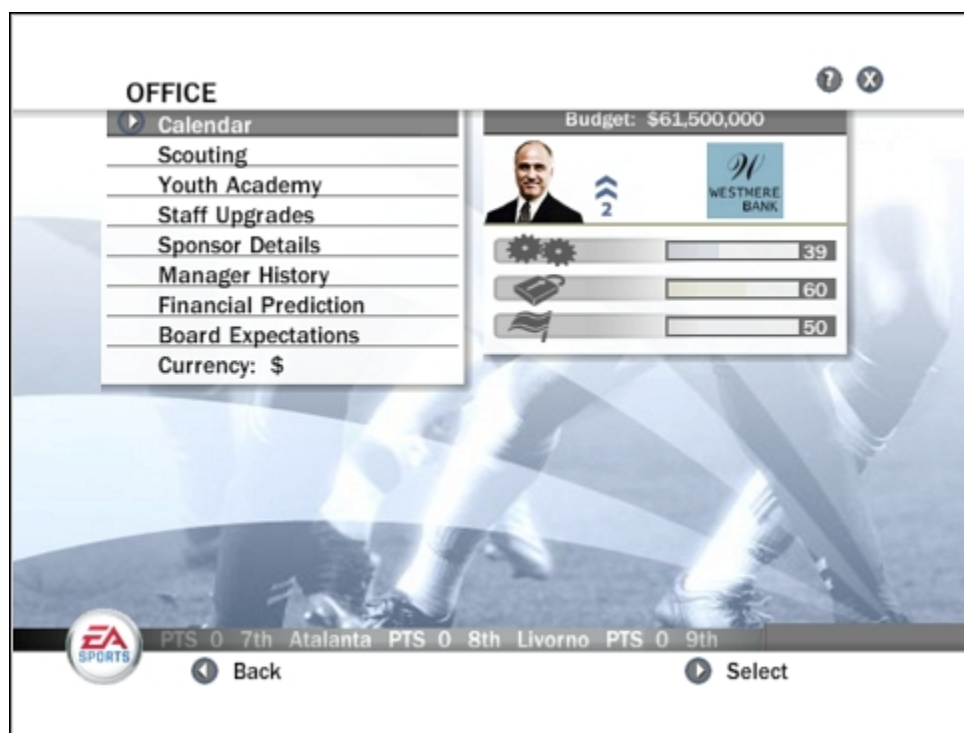 OFFICE
? X
Calendar
Scouting
Youth Academy
Staff Upgrades
Sponsor Details
Manager History
Financial Prediction
Board Expectations
Currency: $
Budget: $61,500,000
2
W
WESTMERE
BANK
39
60
50
EA
SPORTS
PTS 0 7th Atalanta PTS 0 8th Livorno PTS 0 9th
Back
Select